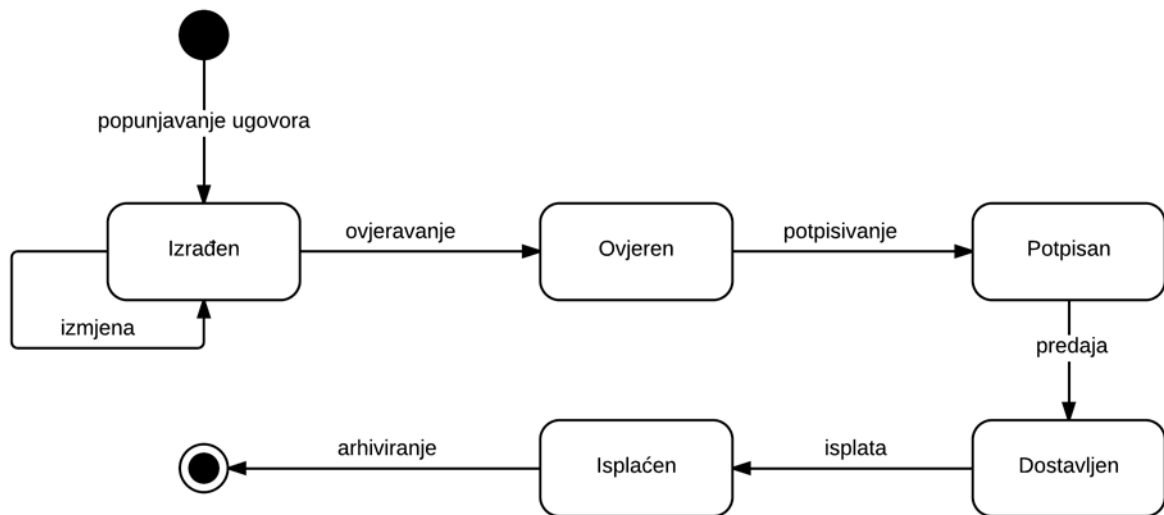 popunjavanje ugovora
Izrađen
ovjeravanje
Ovjeren
potpisivanje
Potpisan
izmjena
predaja
Dostavljen
isplata
Isplaćen
arhiviranje